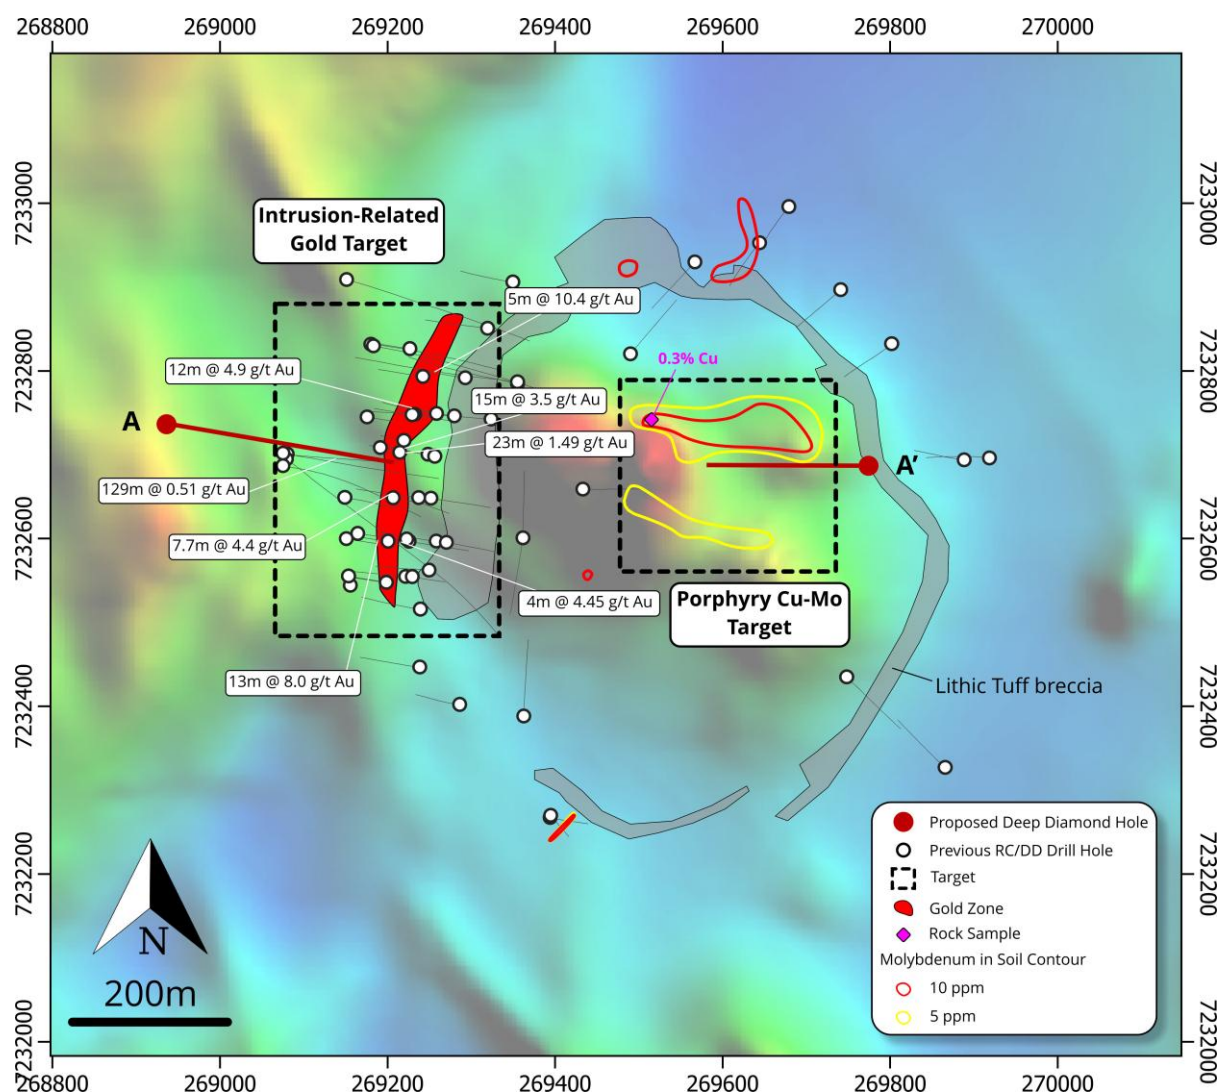 268800
269000
269200
269400
269600
269800
270000
7233000
7232800
7232600
7232400
7232200
7232000
7233000
7232800
7232600
7232400
7232200
7232000
Intrusion-Related
Gold Target
5m @ 10.4 g/t Au
12m @ 4.9 g/t Au
0.3% Cu
15m @ 3.5 g/t Au
A
23m @ 1.49 g/t Au
A’
129m @ 0.51 g/t Au
7.7m @ 4.4 g/t Au
4m @ 4.45 g/t Au
Porphyry Cu-Mo
Target
13m @ 8.0 g/t Au
Lithic Tuff breccia
N
200m
Proposed Deep Diamond Hole
Previous RC/DD Drill Hole
Target
Gold Zone
Rock Sample
Molybdenum in Soil Contour
10 ppm
5 ppm
268800
269000
269200
269400
269600
269800
270000